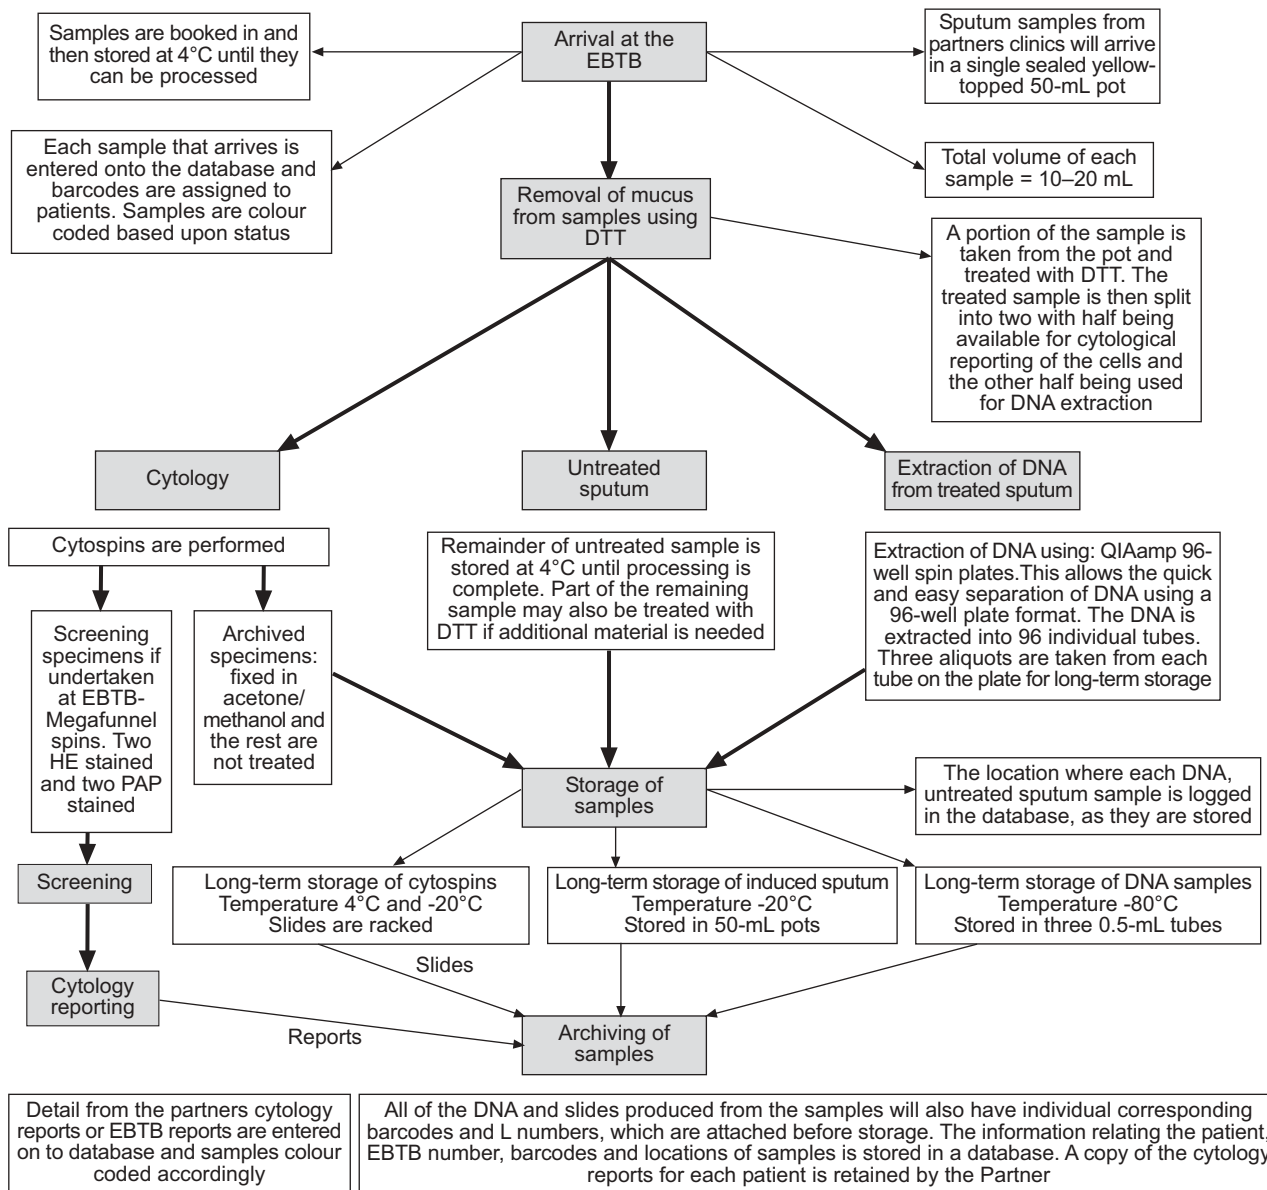 Samples are booked in and
then stored at 4°C until they
can be processed
Arrival at the
EBTB
Sputum samples from
partners clinics will arrive
in a single sealed yellow-
topped 50-mL pot
Each sample that arrives is
entered onto the database and
barcodes are assigned to
patients. Samples are colour
coded based upon status
Total volume of each
sample = 10–20 mL
Removal of mucus
from samples using
DTT
A portion of the sample is
taken from the pot and
treated with DTT. The
treated sample is then split
into two with half being
available for cytological
reporting of the cells and
the other half being used
for DNA extraction
Cytology
Untreated
sputum
Extraction of DNA
from treated sputum
Cytospins are performed
Remainder of untreated sample is
stored at 4°C until processing is
complete. Part of the remaining
sample may also be treated with
DTT if additional material is needed
Extraction of DNA using: QIAamp 96-
well spin plates.This allows the quick
and easy separation of DNA using a
96-well plate format. The DNA is
extracted into 96 individual tubes.
Three aliquots are taken from each
tube on the plate for long-term storage
Screening
specimens if
undertaken
at EBTB-
Megafunnel
spins. Two
HE stained
and two PAP
stained
Archived
specimens:
fixed in
acetone/
methanol and
the rest are
not treated
Storage of
samples
The location where each DNA,
untreated sputum sample is logged
in the database, as they are stored
Screening
Long-term storage of cytospins
Temperature 4°C and -20°C
Slides are racked
Long-term storage of induced sputum
Temperature -20°C
Stored in 50-mL pots
Long-term storage of DNA samples
Temperature -80°C
Stored in three 0.5-mL tubes
Slides
Cytology
reporting
Reports
Archiving of
samples
Detail from the partners cytology
reports or EBTB reports are entered
on to database and samples colour
coded accordingly
All of the DNA and slides produced from the samples will also have individual corresponding
barcodes and L numbers, which are attached before storage. The information relating the patient,
EBTB number, barcodes and locations of samples is stored in a database. A copy of the cytology
reports for each patient is retained by the Partner